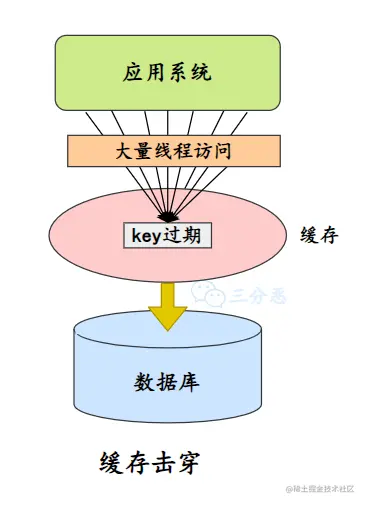 应用系统
大量线程访问
key过期
缓存
三分恶
数据库
缓存击穿
@稀土掘金技术社区